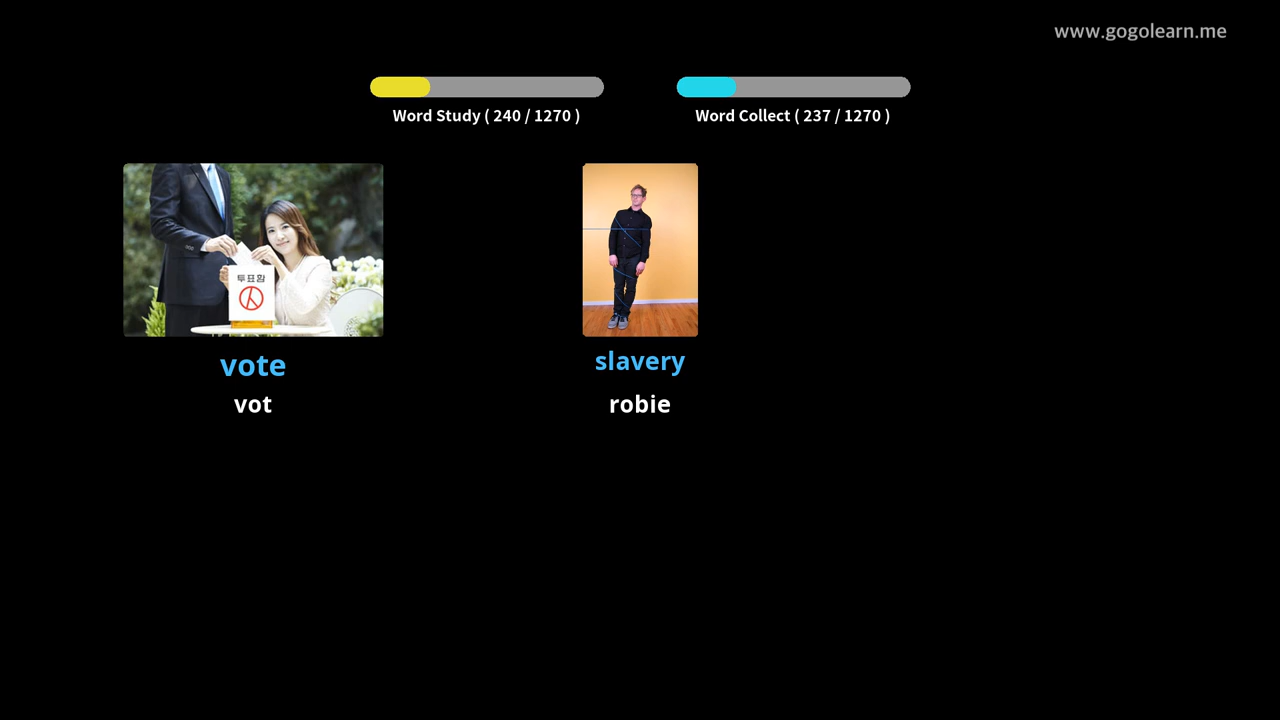 www.gogolearn.me
Word Study ( 240 / 1270 )
Word Collect ( 237 / 1270 )
투표함
vote
vot
slavery
robie